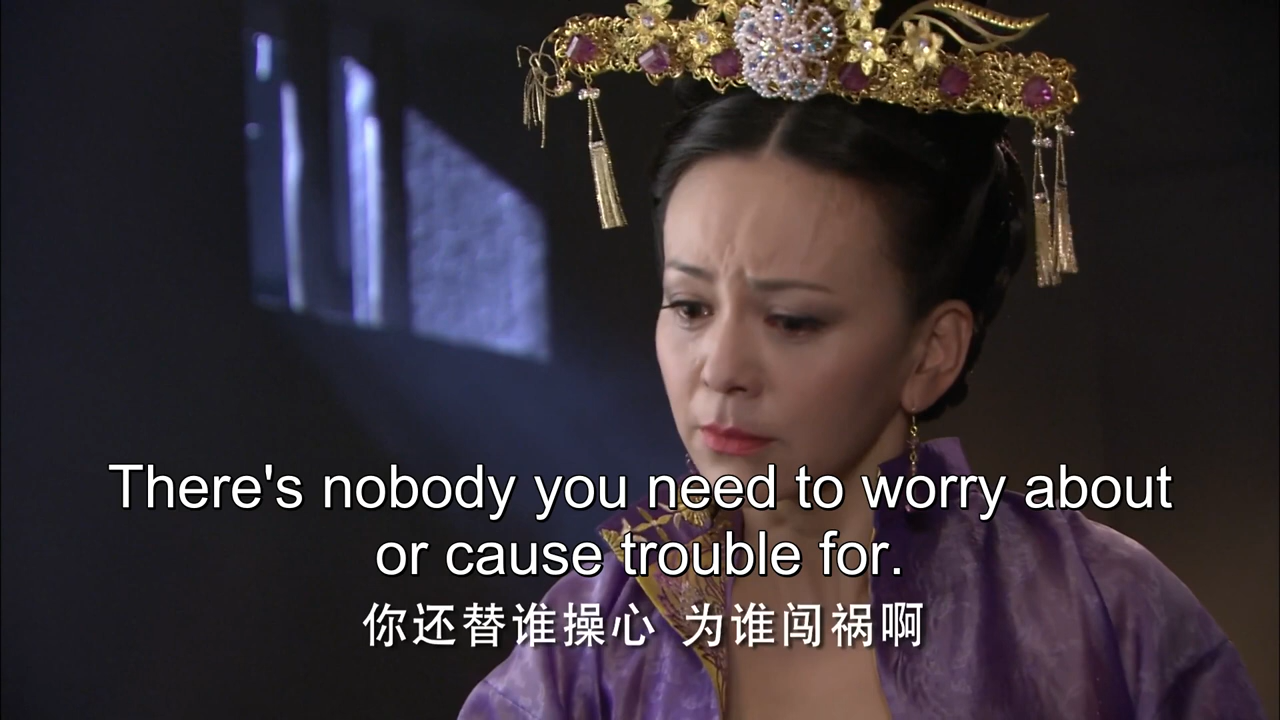 There's nobody you need to worry about
or cause trouble for.
你还替谁操心 为谁闯祸啊